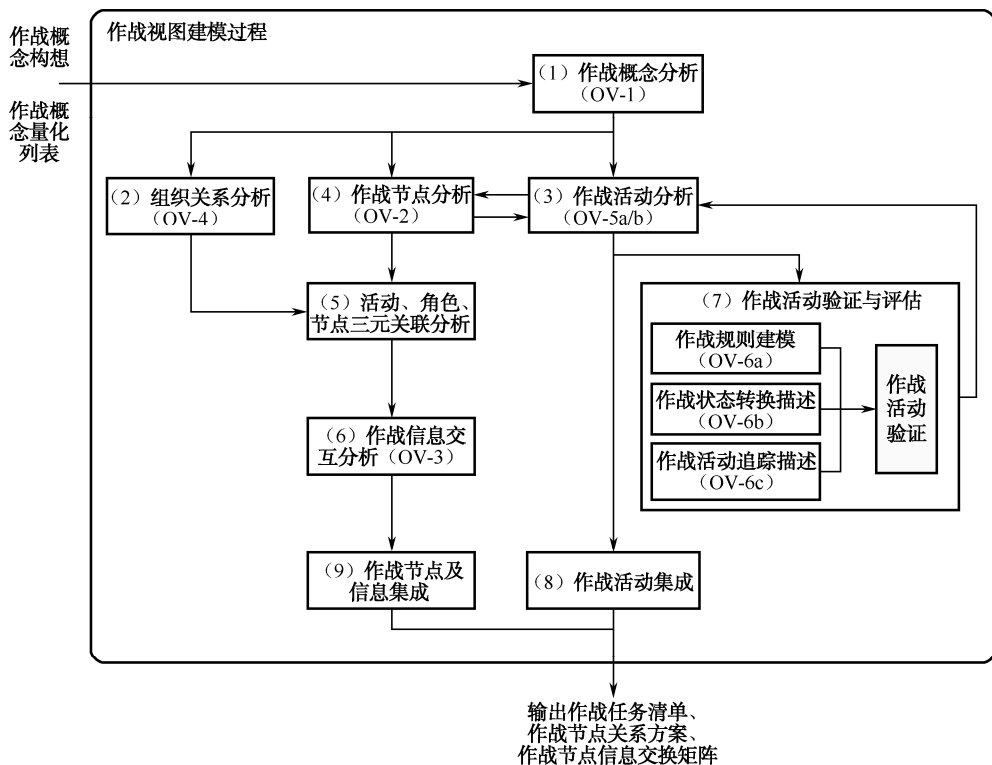 作战概
念构想
作战概
念量化
列表
作战视图建模过程
（1）作战概念分析
（OV-1）
（2）组织关系分析
（OV-4）
（4）作战节点分析
（OV-2）
（3）作战活动分析
（OV-5a/b）
（5）活动、角色、
节点三元关联分析
（7）作战活动验证与评估
作战规则建模
（OV-6a）
作战状态转换描述
（OV-6b）
作战活动追踪描述
（OV-6c）
作战
活动
验证
（6）作战信息交
互分析（OV-3）
（9）作战节点及
信息集成
（8）作战活动集成
输出作战任务清单、
作战节点关系方案、
作战节点信息交换矩阵